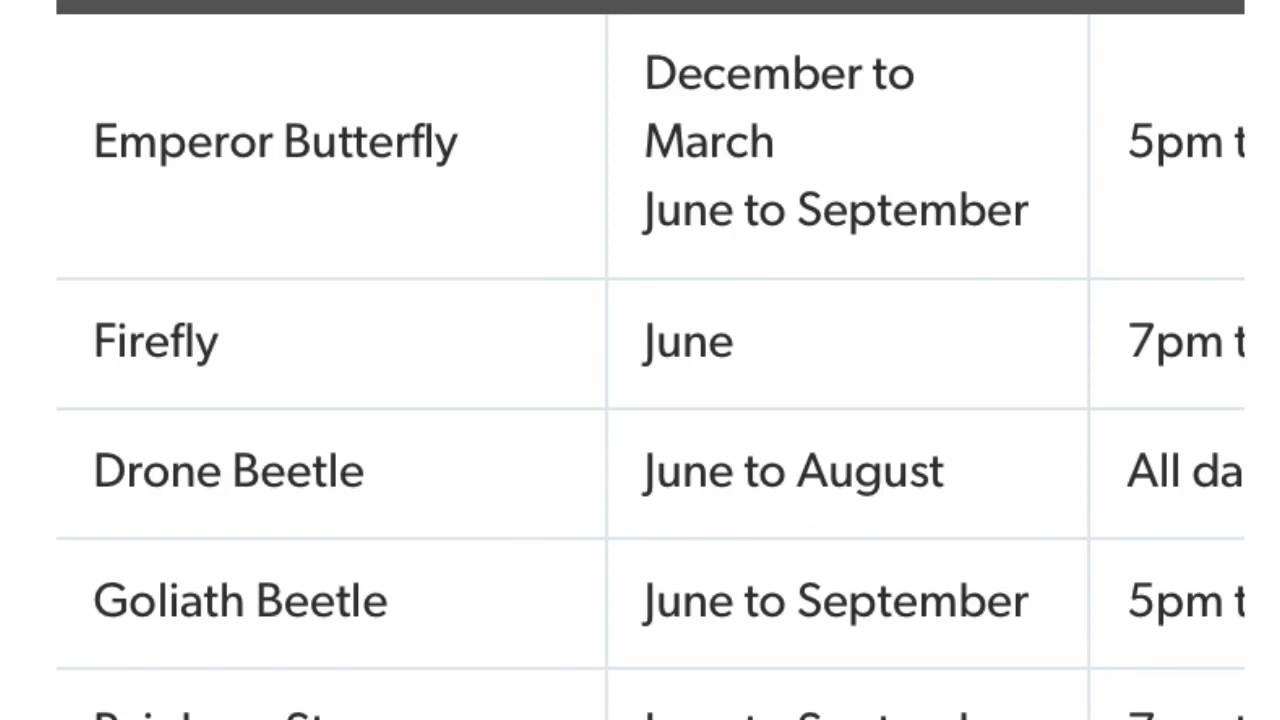 December to
Emperor Butterfly March 5pm
June to September
Firefly June 7pm
Drone Beetle June to August All
Goliath Beetle June to September 5pm